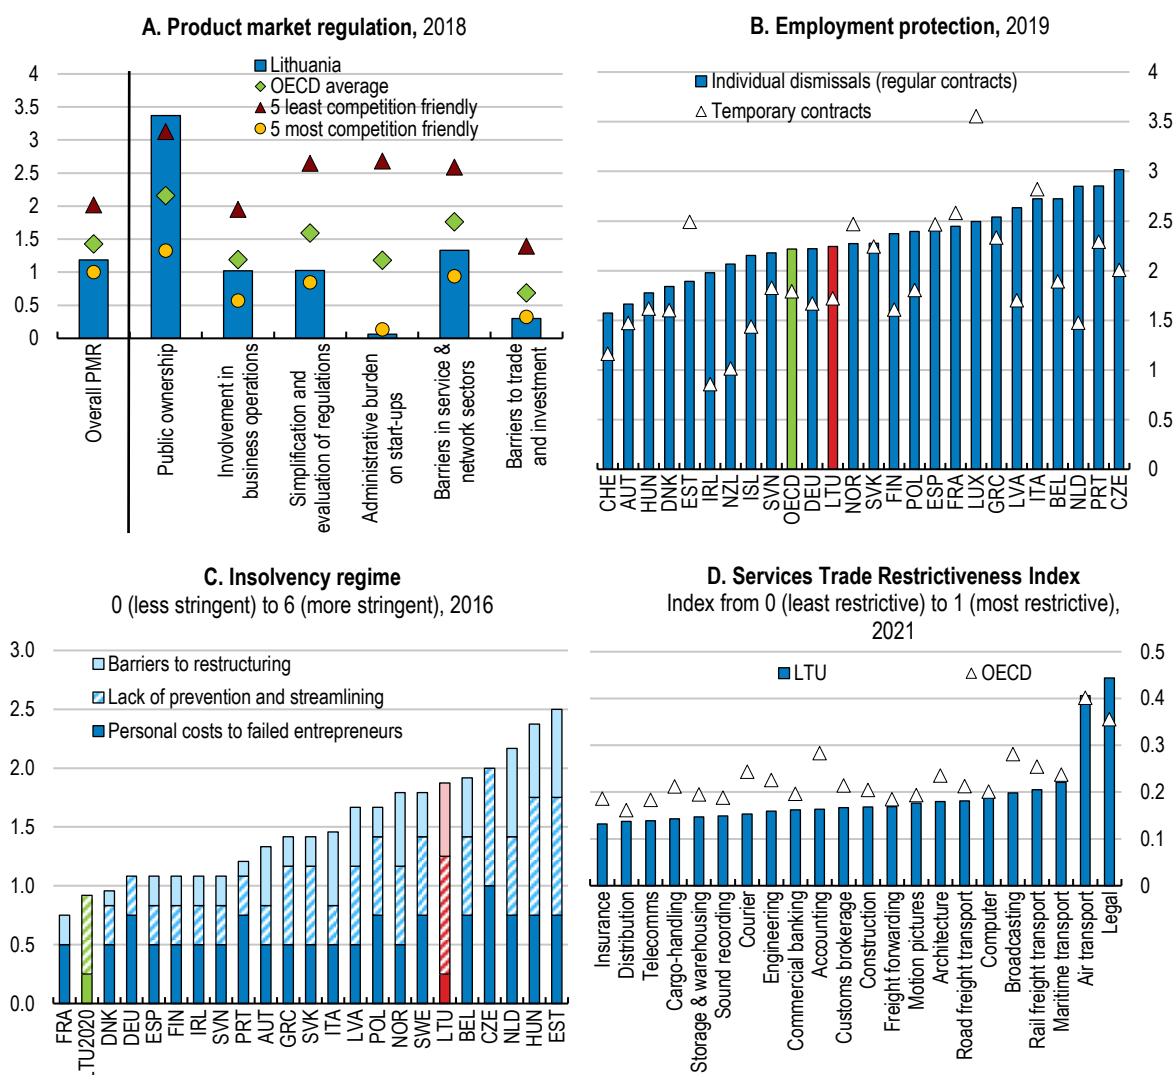 A. Product market regulation, 2018
Lithuania
OECD average
5 least competition friendly
5 most competition friendly
4
3.5
3
2.5
2
1.5
1
0.5
0
Overall PMR
Public ownership
Involvement in
business operations
Simplification and
evaluation of regulations
Administrative burden
on start-ups
Barriers in service &
network sectors
Barriers to trade
and investment
B. Employment protection, 2019
Individual dismissals (regular contracts)
Temporary contracts
4
3.5
3
2.5
2
1.5
1
0.5
0
CHE
AUT
HUN
DNK
EST
IRL
NZL
ISL
SVN
OECD
DEU
LTU
NOR
SVK
FIN
POL
ESP
FRA
LUX
GRC
LVA
ITA
BEL
NLD
PRT
CZE
C. Insolvency regime
0 (less stringent) to 6 (more stringent), 2016
Barriers to restructuring
Lack of prevention and streamlining
Personal costs to failed entrepreneurs
3.0
2.5
2.0
1.5
1.0
0.5
0.0
FRA
LTU2020
DNK
DEU
ESP
FIN
IRL
SVN
PRT
AUT
GRC
SVK
ITA
LVA
POL
NOR
SWE
LTU
BEL
CZE
NLD
HUN
EST
D. Services Trade Restrictiveness Index
Index from 0 (least restrictive) to 1 (most restrictive),
2021
LTU
OECD
0.5
0.4
0.3
0.2
0.1
0
Insurance
Distribution
Telecomms
Cargo-handling
Storage & warehousing
Sound recording
Courier
Engineering
Commercial banking
Accounting
Customs brokerage
Construction
Freight forwarding
Motion pictures
Architecture
Road freight transport
Computer
Broadcasting
Rail freight transport
Maritime transport
Air transport
Legal